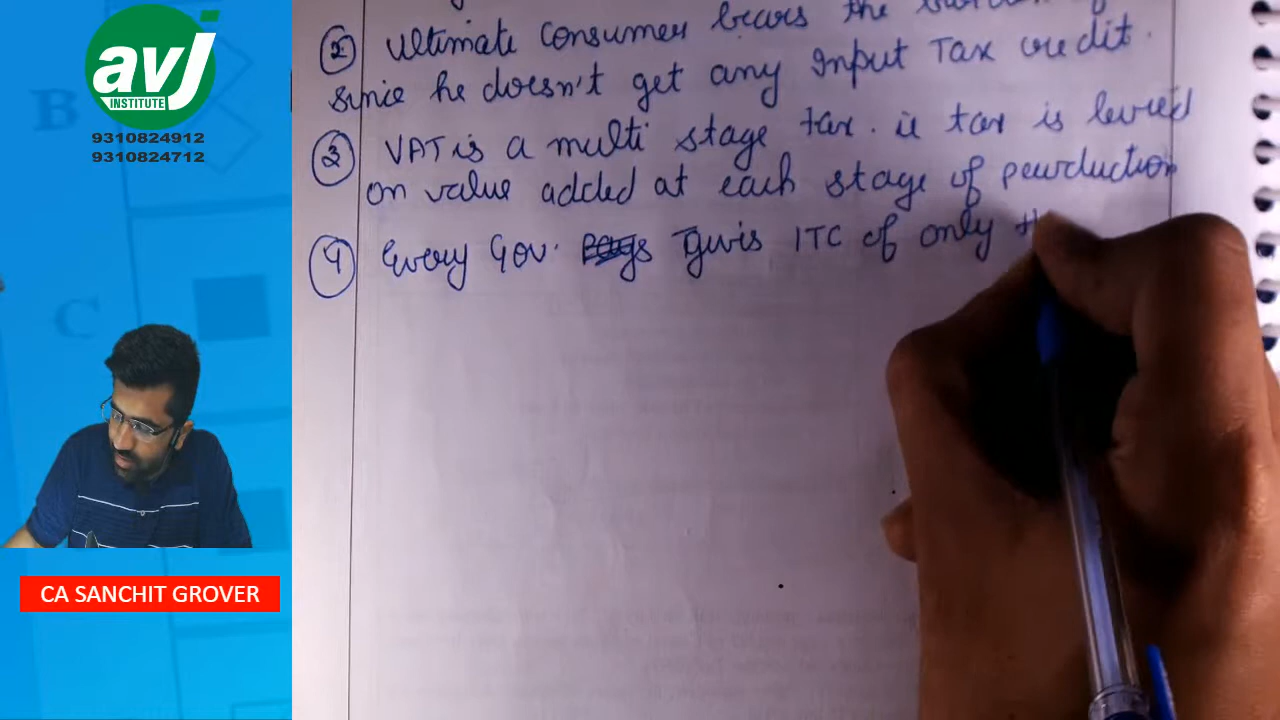 avj
INSTITUTE
9310824912
9310824712
CA SANCHIT GROVER
② Ultimate Consumer bears the
since he doesn't get any Input Tax credit.
③ VAT is a multi stage tax. ie tax is levied
on value added at each stage of production
④ Every Gov. gives ITC of only
B
C